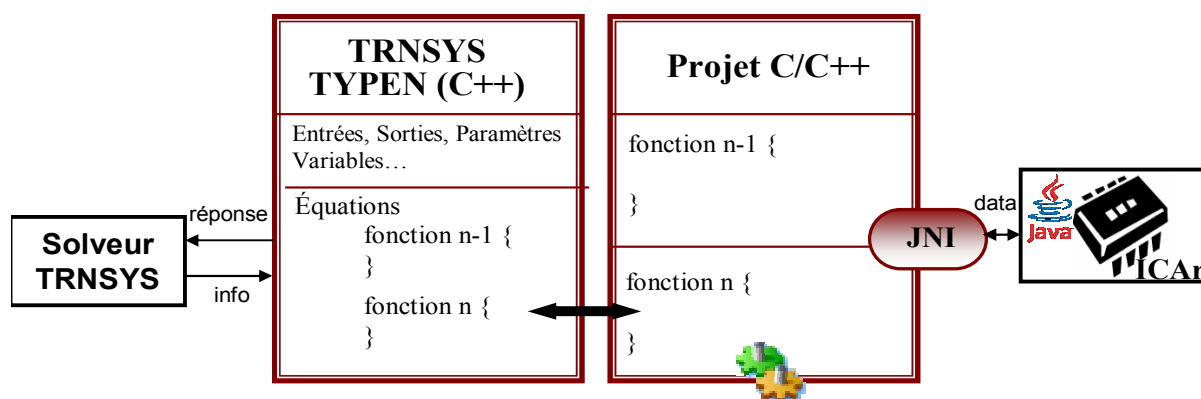 TRNSYS
TYPEN (C++)
Entrées, Sorties, Paramètres
Variables…
Équations
fonction n-1 {
}
fonction n {
}
Projet C/C++
fonction n-1 {
}
fonction n {
}
Solveur
TRNSYS
réponse
info
JNI
data
Java
ICAr